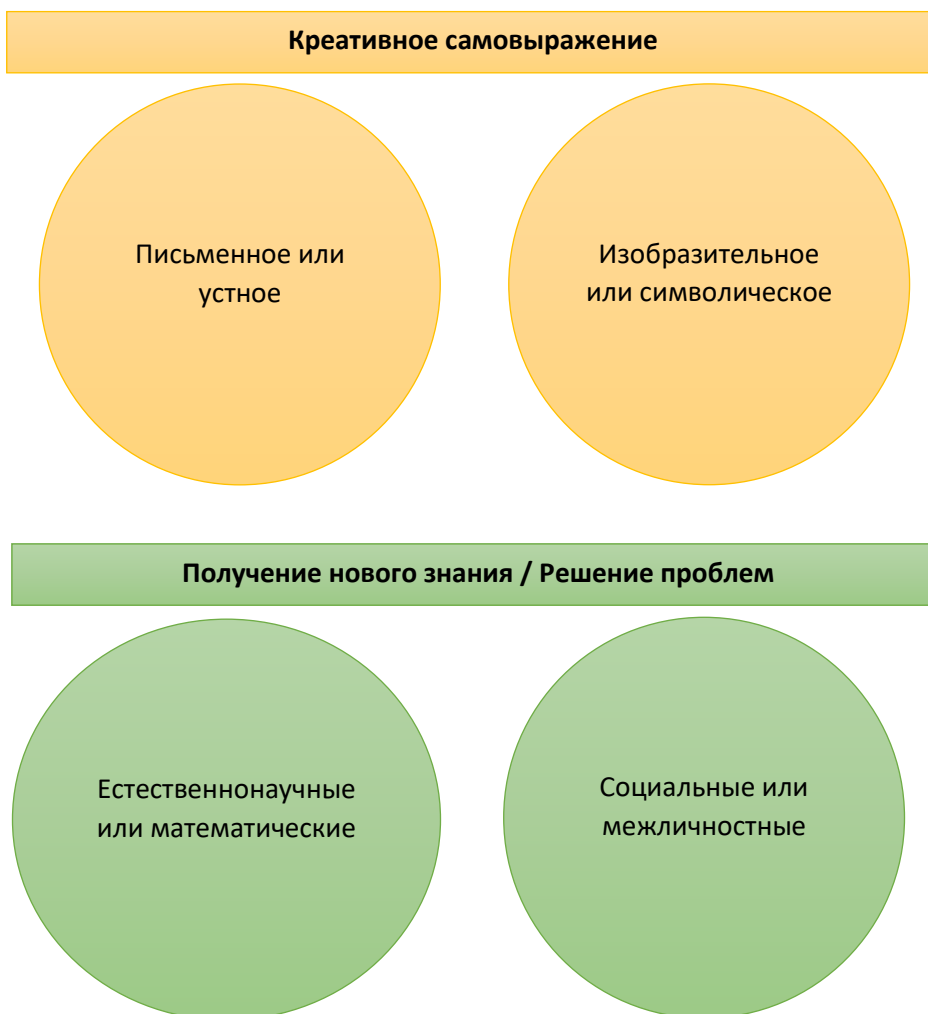 Креативное самовыражение
Письменное или
устное
Изобразительное
или символическое
Получение нового знания / Решение проблем
Естественнонаучные
или математические
Социальные или
межличностные